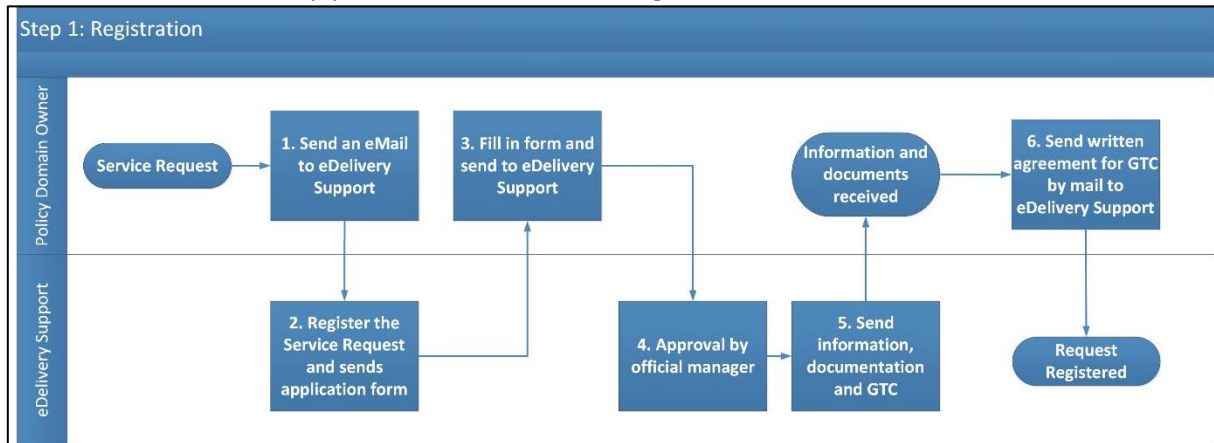 Step 1: Registration
Policy Domain Owner
Service Request
1. Send an eMail
to eDelivery
Support
3. Fill in form and
send to eDelivery
Support
Information and
documents
received
6. Send written
agreement for GTC
by mail to
eDelivery Support
eDelivery Support
2. Register the
Service Request
and sends
application form
4. Approval by
official manager
5. Send
information,
documentation
and GTC
Request
Registered